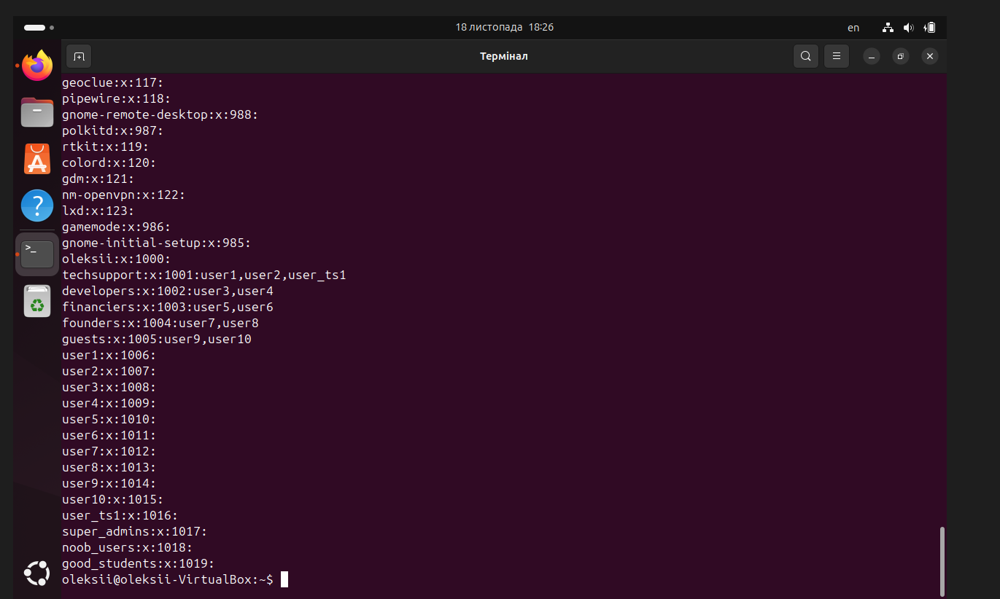 18 листопада 18:26
en
Термінал
geoclue:x:117:
pipewire:x:118:
gnome-remote-desktop:x:988:
polkitd:x:987:
rtkit:x:119:
colord:x:120:
gdm:x:121:
nm-openvpn:x:122:
lxd:x:123:
gamemode:x:986:
gnome-initial-setup:x:985:
oleksii:x:1000:
techsupport:x:1001:user1,user2,user_ts1
developers:x:1002:user3,user4
financiers:x:1003:user5,user6
founders:x:1004:user7,user8
guests:x:1005:user9,user10
user1:x:1006:
user2:x:1007:
user3:x:1008:
user4:x:1009:
user5:x:1010:
user6:x:1011:
user7:x:1012:
user8:x:1013:
user9:x:1014:
user10:x:1015:
user_ts1:x:1016:
super_admins:x:1017:
noob_users:x:1018:
good_students:x:1019:
oleksii@oleksii-VirtualBox:~$